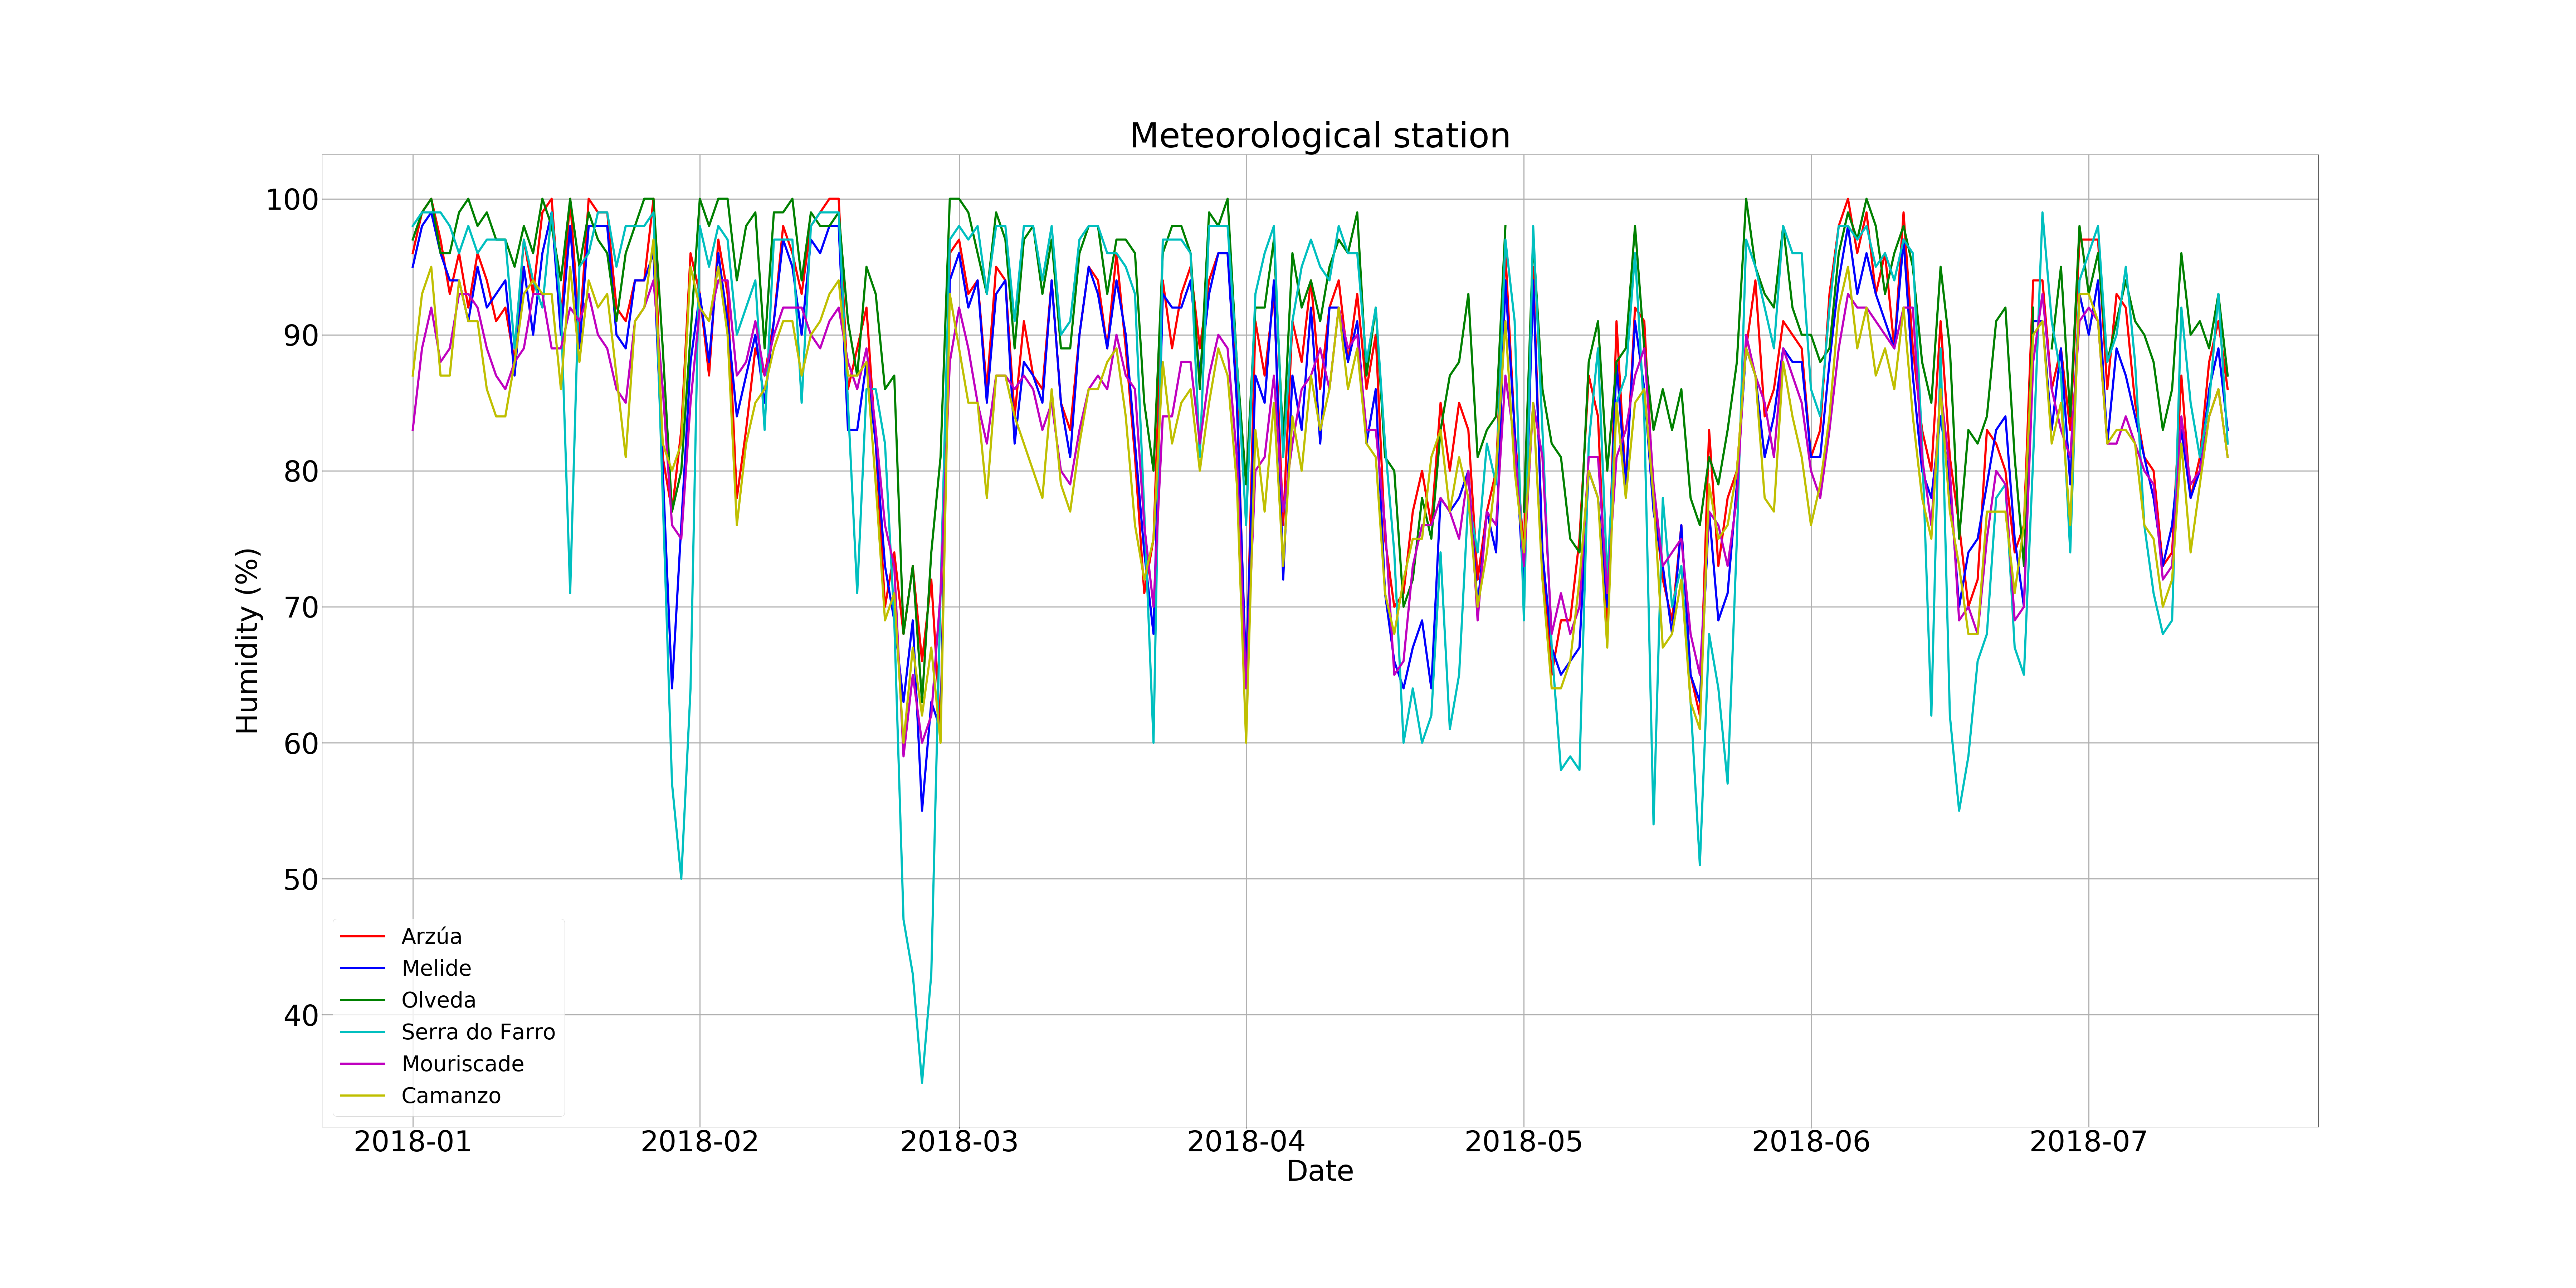 Meteorological station
100
90
80
70
60
50
40
Humidity (%)
Arzúa
Melide
Olveda
Serra do Farro
Mouriscade
Camanzo
2018-01 2018-02 2018-03 2018-04 2018-05 2018-06 2018-07
Date